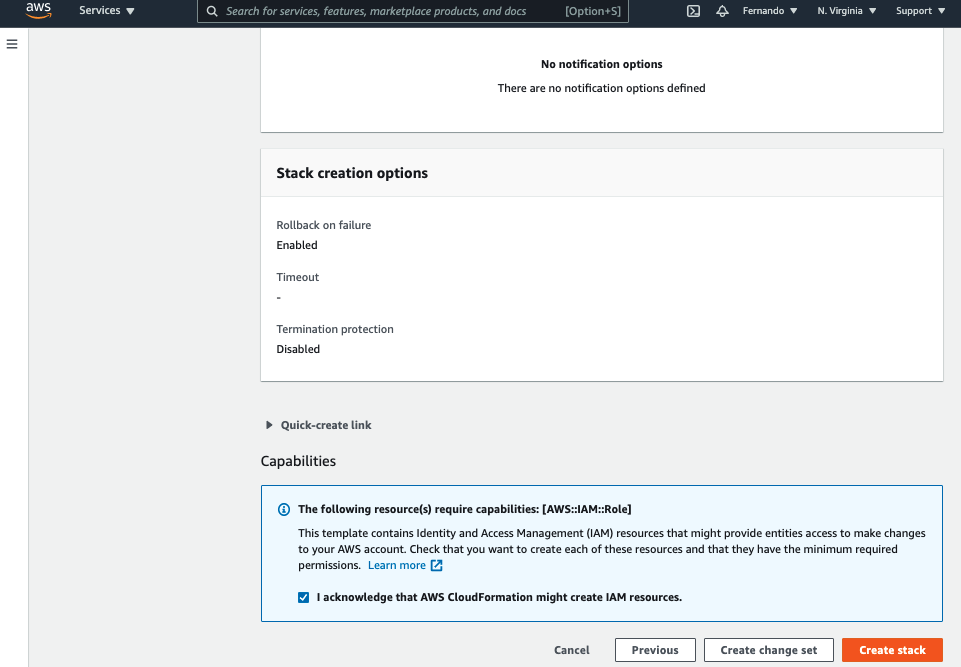 aws
Services
Search for services, features, marketplace products, and docs
[Option+S]
Fernando
N. Virginia
Support
No notification options
There are no notification options defined
Stack creation options
Rollback on failure
Enabled
Timeout
-
Termination protection
Disabled
Quick-create link
Capabilities
The following resource(s) require capabilities: [AWS::IAM::Role]
This template contains Identity and Access Management (IAM) resources that might provide entities access to make changes
to your AWS account. Check that you want to create each of these resources and that they have the minimum required
permissions. Learn more
I acknowledge that AWS CloudFormation might create IAM resources.
Cancel
Previous
Create change set
Create stack